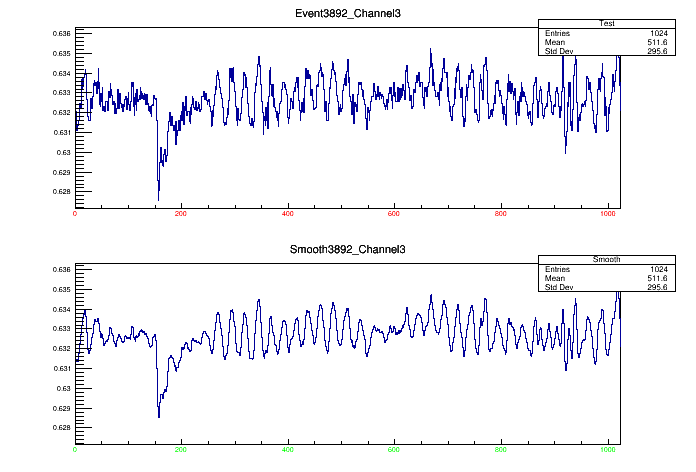 Event3892_Channel3
Test
Entries 1024
Mean 511.6
Std Dev 295.6
0.636
0.635
0.634
0.633
0.632
0.631
0.63
0.629
0.628
0 200 400 600 800 1000
Smooth3892_Channel3
Smooth
Entries 1024
Mean 511.6
Std Dev 295.6
0.636
0.635
0.634
0.633
0.632
0.631
0.63
0.629
0.628
0 200 400 600 800 1000